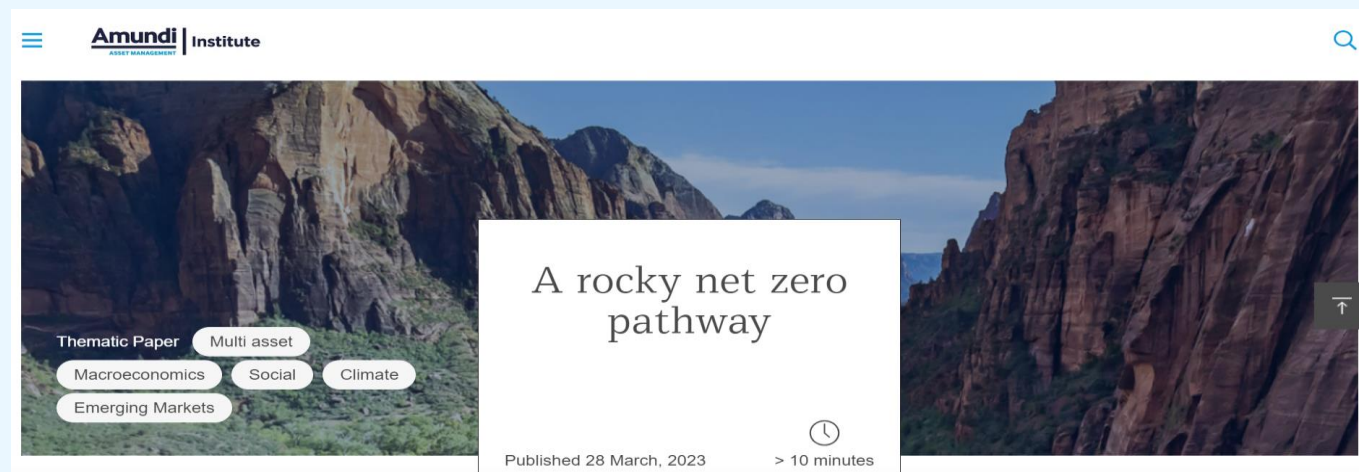 Amundi
ASSET MANAGEMENT
Institute
A rocky net zero
pathway
Thematic Paper
Multi asset
Macroeconomics
Social
Climate
Emerging Markets
Published 28 March, 2023
> 10 minutes